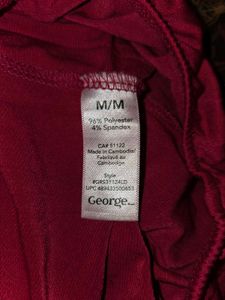 M/M
96% Polyester
4% Spandex
CA# 51122
Made in Cambodia/
Fabriqué au
Cambodge
Style
George